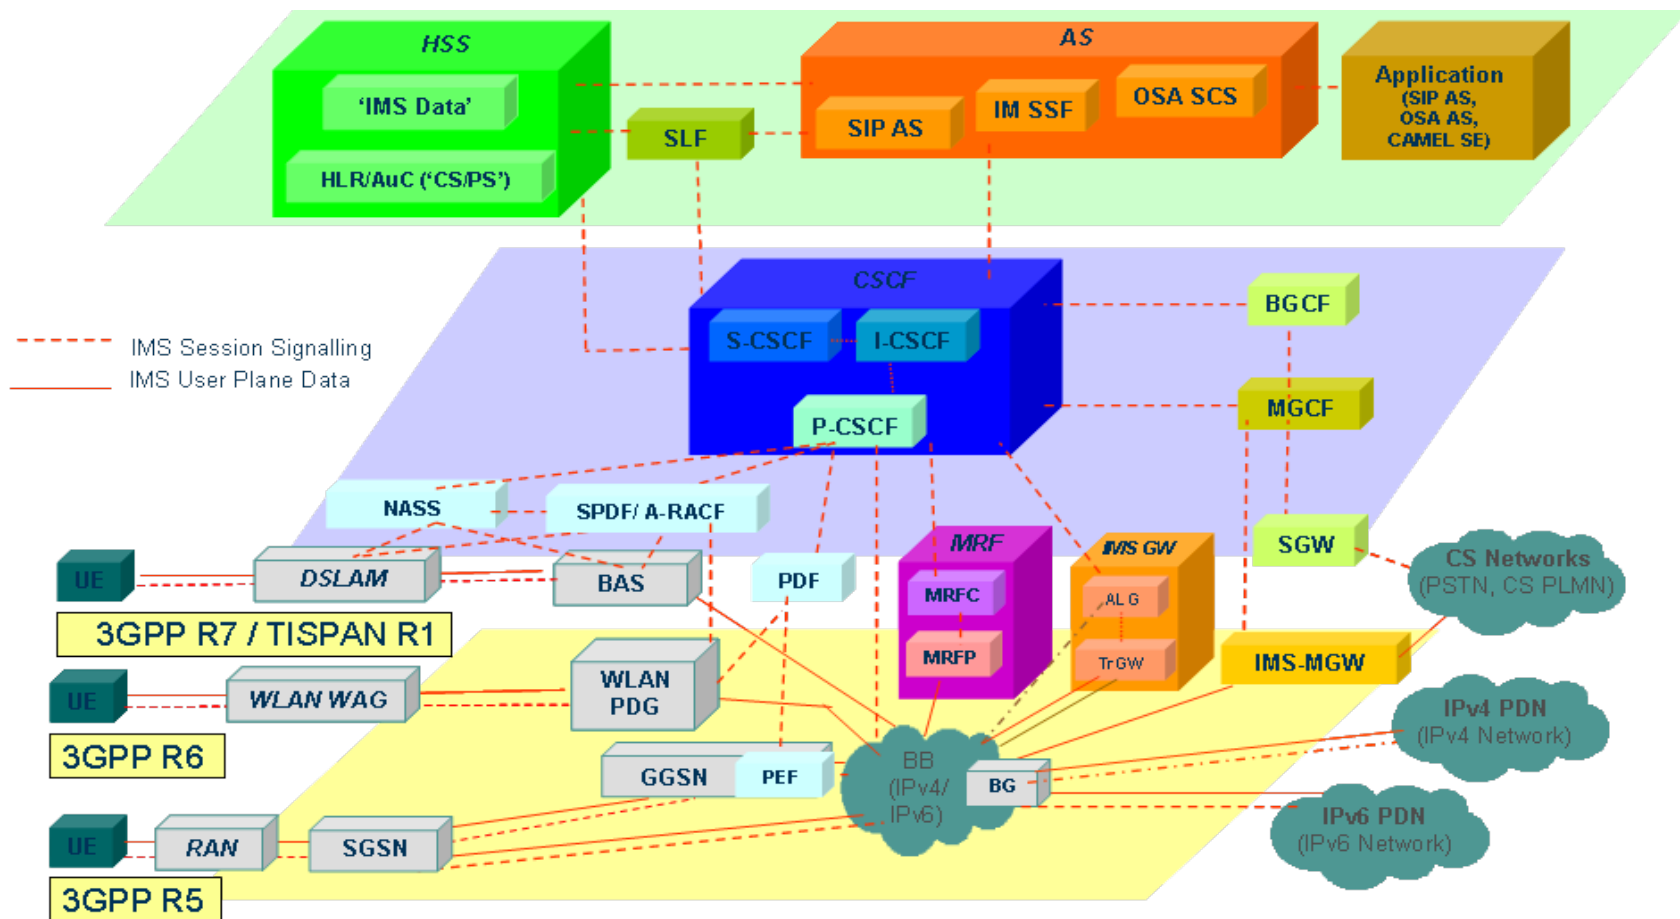 HSS
AS
Application
(SIP AS,
OSA AS,
CAMEL SE)
'IMS Data'
SLF
SIP AS
IM SSF
OSA SCS
HLR/AuC ('CS/PS')
CSCF
S-CSCF
I-CSCF
P-CSCF
BGCF
MGCF
IMS Session Signalling
IMS User Plane Data
NASS
SPDF/ A-RACF
SGW
CS Networks
(PSTN, CS PLMN)
UE
DSLAM
BAS
PDF
MRF
MRFC
MRFP
IMS GW
ALG
TrGW
IMS-MGW
3GPP R7 / TISPAN R1
UE
WLAN WAG
WLAN
PDG
3GPP R6
IPv4 PDN
(IPv4 Network)
GGSN
PEF
BB
(IPv4/
IPv6)
BG
IPv6 PDN
(IPv6 Network)
UE
RAN
SGSN
3GPP R5